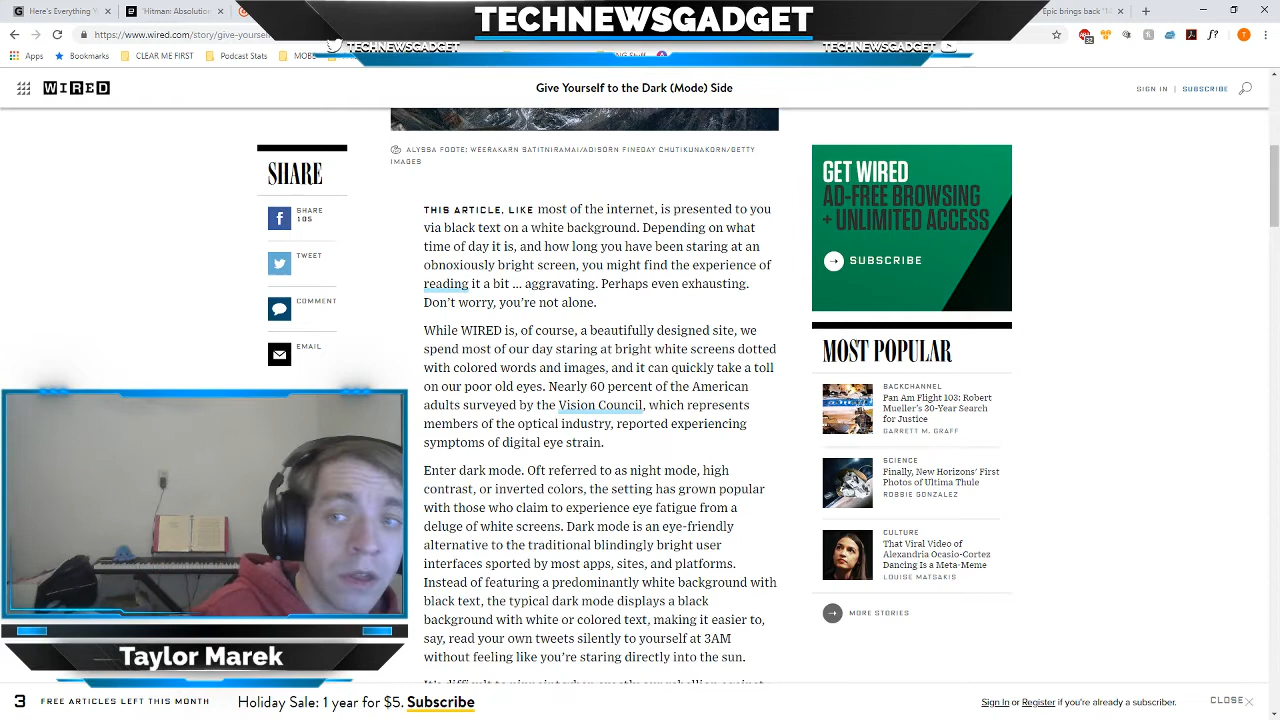 Here's Everything Y
"Hitman: Absolution
TECHNEWSGADGET
Epic brings back '1
https://www.wired.com/story/give-yourse
TECHNEWSGADGET
TECHNEWSGADGET
Apps
Bookmarks
CLEAR ME FIRST
Podcast Stats
WIRED
Give Yourself to the Dark (Mode) Side
SIGN IN | SUBSCRIBE
ALYSSA FOOTE; WEERAKARN SATITNIRAMAI/ADISORN FINEDAY CHUTIKUNAKORN/GETTY
IMAGES
SHARE
SHARE
105
TWEET
COMMENT
EMAIL
THIS ARTICLE, LIKE most of the internet, is presented to you
via black text on a white background. Depending on what
time of day it is, and how long you have been staring at an
obnoxiously bright screen, you might find the experience of
reading it a bit ... aggravating. Perhaps even exhausting.
Don't worry, you're not alone.
While WIRED is, of course, a beautifully designed site, we
spend most of our day staring at bright white screens dotted
with colored words and images, and it can quickly take a toll
on our poor old eyes. Nearly 60 percent of the American
adults surveyed by the Vision Council, which represents
members of the optical industry, reported experiencing
symptoms of digital eye strain.
Enter dark mode. Oft referred to as night mode, high
contrast, or inverted colors, the setting has grown popular
with those who claim to experience eye fatigue from a
deluge of white screens. Dark mode is an eye-friendly
alternative to the traditional blindingly bright user
interfaces sported by most apps, sites, and platforms.
Instead of featuring a predominantly white background with
black text, the typical dark mode displays a black
background with white or colored text, making it easier to,
say, read your own tweets silently to yourself at 3AM
without feeling like you're staring directly into the sun.
GET WIRED
AD-FREE BROWSING
+ UNLIMITED ACCESS
SUBSCRIBE
MOST POPULAR
BACKCHANNEL
Pan Am Flight 103: Robert
Mueller's 30-Year Search
for Justice
GARRETT M. GRAFF
SCIENCE
Finally, New Horizons' First
Photos of Ultima Thule
ROBBIE GONZALEZ
CULTURE
That Viral Video of
Alexandria Ocasio-Cortez
Dancing Is a Meta-Meme
LOUISE MATSAKIS
MORE STORIES
Taylor Marek
3 FREE ARTICLES LEFT THIS MONTH
Holiday Sale: 1 year for $5. Subscribe
Sign In or Register if you're already a subscriber.
CLOSE